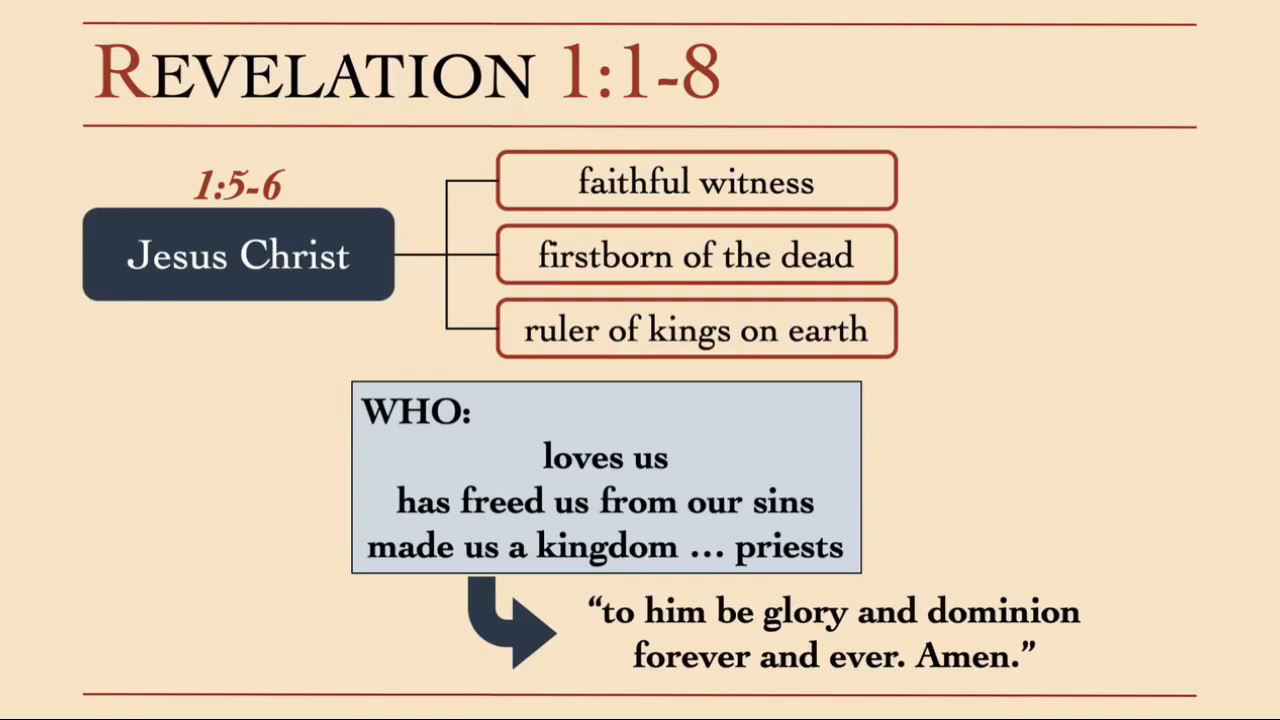 REVELATION 1:1-8
1:5-6
Jesus Christ
faithful witness
firstborn of the dead
ruler of kings on earth
WHO:
loves us
has freed us from our sins
made us a kingdom … priests
“to him be glory and dominion
forever and ever. Amen.”